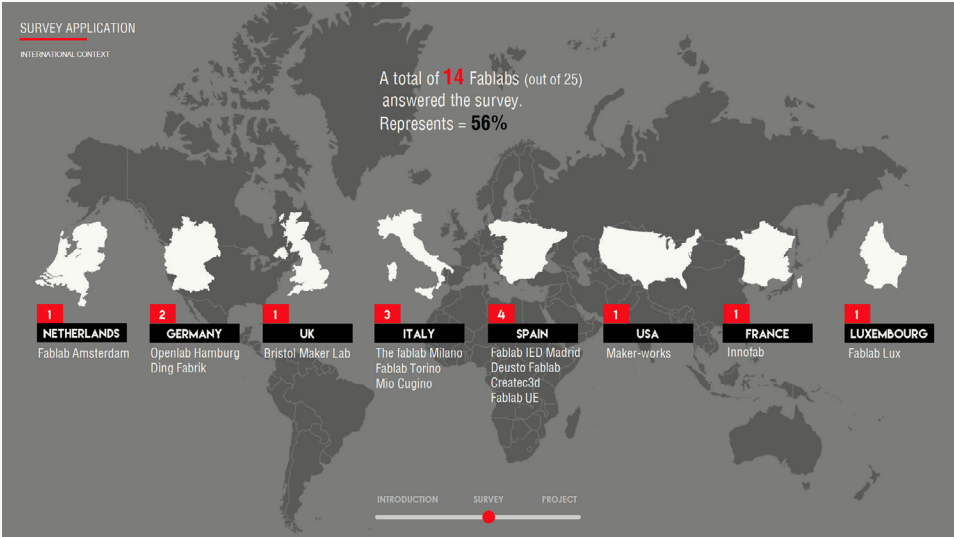 SURVEY APPLICATION
INTERNATIONAL CONTEXT
A total of 14 Fablabs (out of 25)
answered the survey.
Represents = 56%
1
NETHERLANDS
Fablab Amsterdam
2
GERMANY
Openlab Hamburg
Ding Fabrik
1
UK
Bristol Maker Lab
3
ITALY
The fablab Milano
Fablab Torino
Mio Cugino
4
SPAIN
Fablab IED Madrid
Deusto Fablab
Createc3d
Fablab UE
1
USA
Maker-works
1
FRANCE
Innofab
1
LUXEMBOURG
Fablab Lux
INTRODUCTION
SURVEY
PROJECT